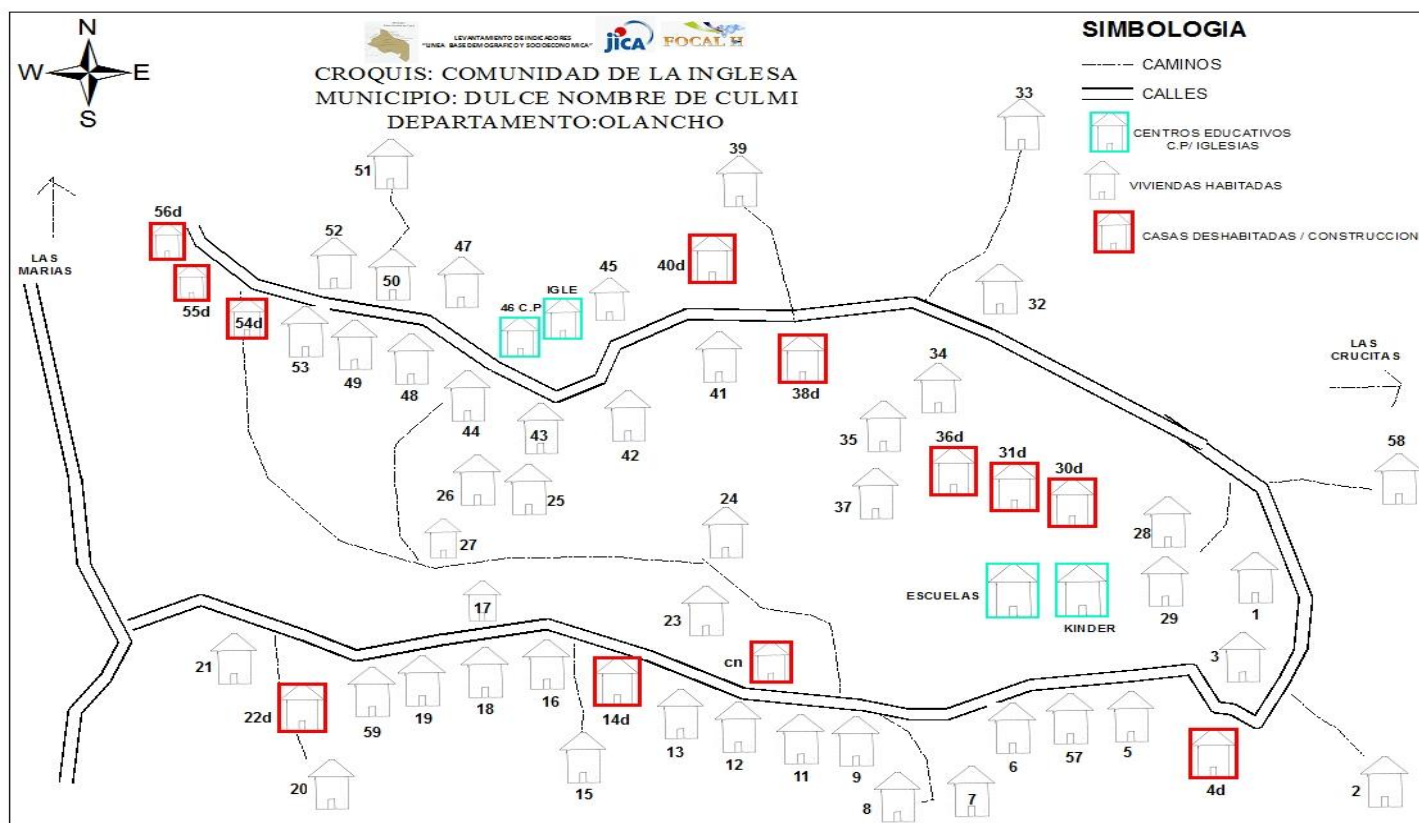 N
W E
S
LEVANTAMIENTO DE INDICADORES
"LINEA BASE DEMOGRAFICO Y SOCIOECONOMICA"
JICA
FOCAL H
CROQUIS: COMUNIDAD DE LA INGLESA
MUNICIPIO: DULCE NOMBRE DE CULMI
DEPARTAMENTO:OLANCHO
SIMBOLOGIA
CAMINOS
CALLES
CENTROS EDUCATIVOS
C.P/ IGLESIAS
VIVIENDAS HABITADAS
CASAS DESHABITADAS / CONSTRUCCION
33
39
51
56d
52
47
LAS
MARIAS
40d
45
IGLE
50
46 C.P
32
55d
54d
53
49
48
41
38d
34
LAS
CRUCITAS
44
43
42
35
36d
31d
30d
58
26
25
37
24
27
28
ESCUELAS
KINDER
29
1
17
23
3
21
cn
22d
59
19
18
16
14d
13
12
11
9
6
57
5
4d
20
15
8
7
2